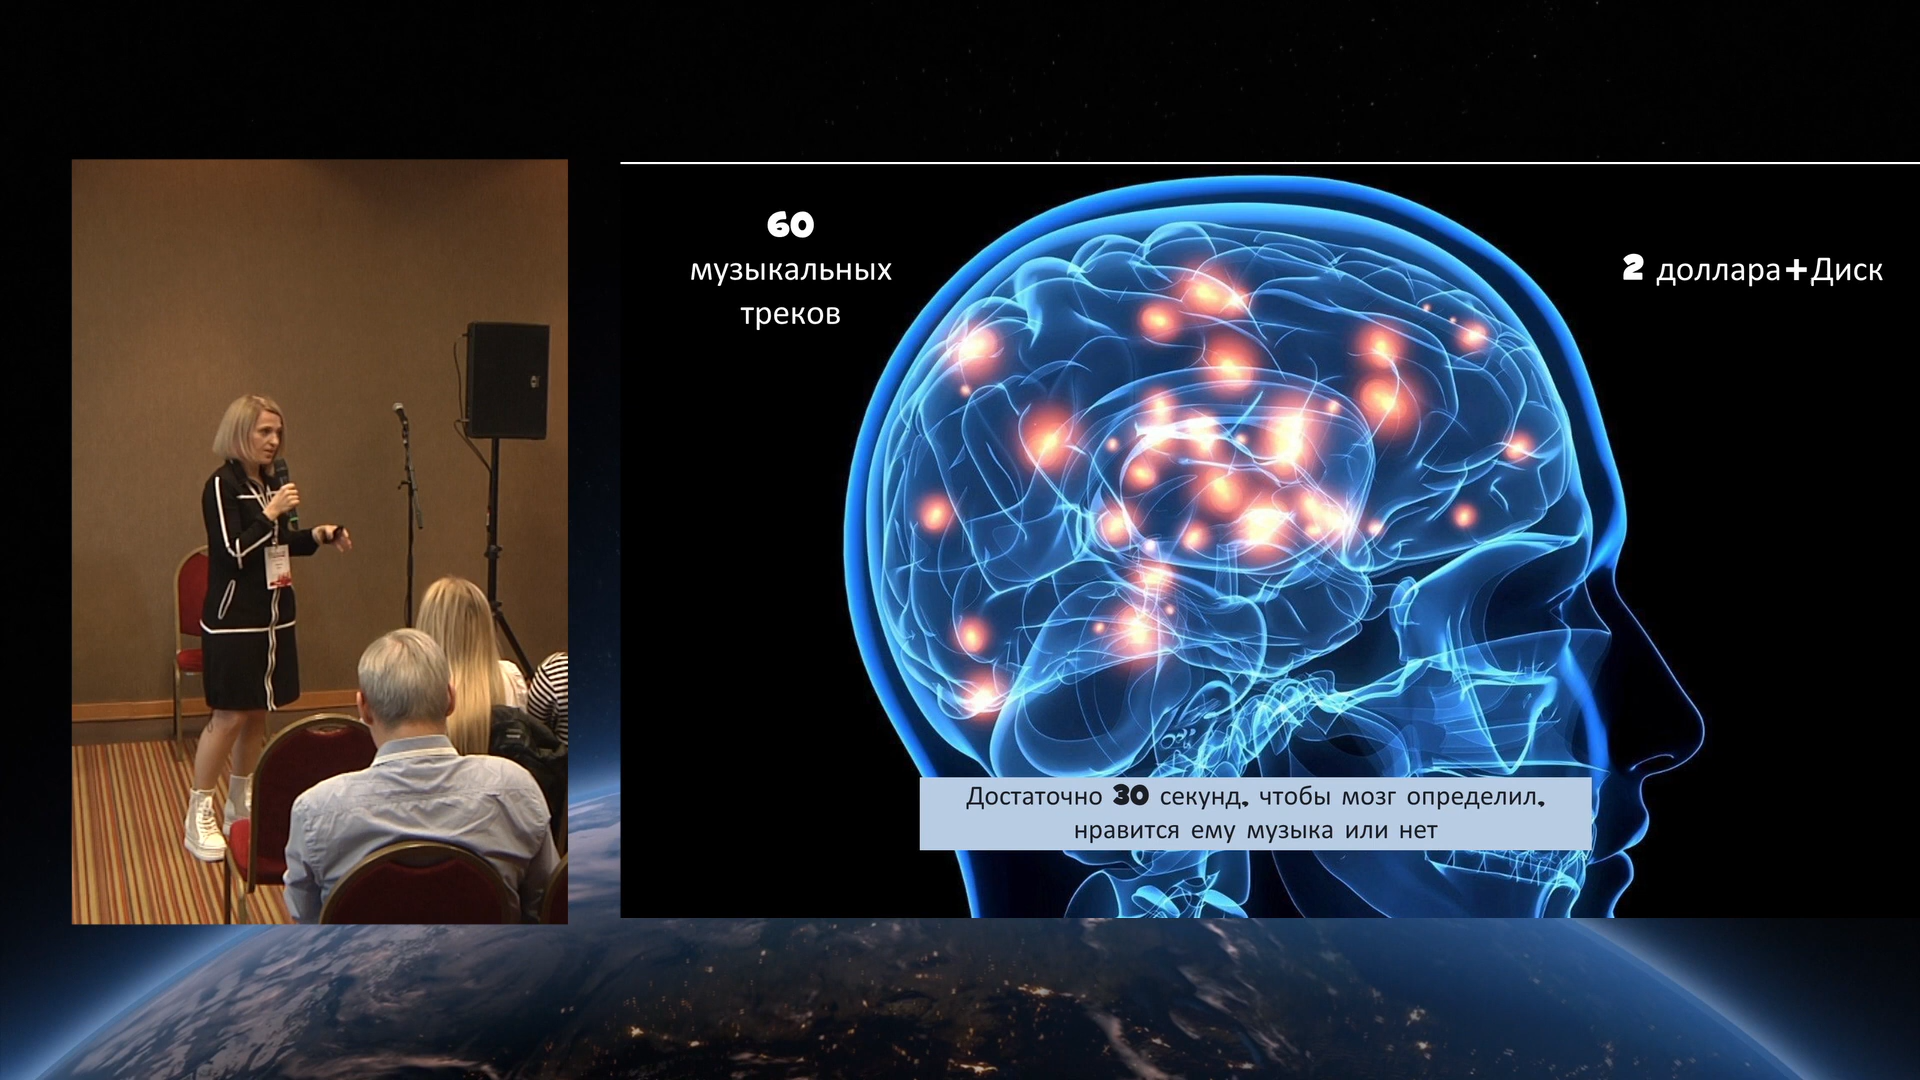 60
музыкальных
треков
2 доллара+Диск
Достаточно 30 секунд, чтобы мозг определил,
нравится ему музыка или нет